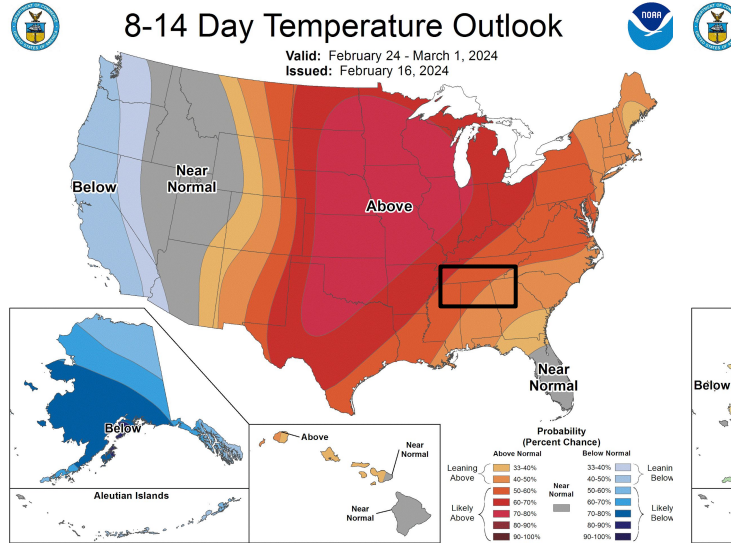 8-14 Day Temperature Outlook
Valid: February 24 - March 1, 2024
Issued: February 16, 2024
NOAA
Below
Near
Normal
Above
Near
Normal
Below
Below
Aleutian Islands
Above
Near
Normal
Near
Normal
Probability
(Percent Chance)
Above Normal
Below Normal
Leaning
Above
33-40%
40-50%
Likely
Above
50-60%
60-70%
70-80%
80-90%
90-100%
Near
Normal
33-40%
40-50%
Leanin
Below
50-60%
60-70%
70-80%
80-90%
90-100%
Likely
Below